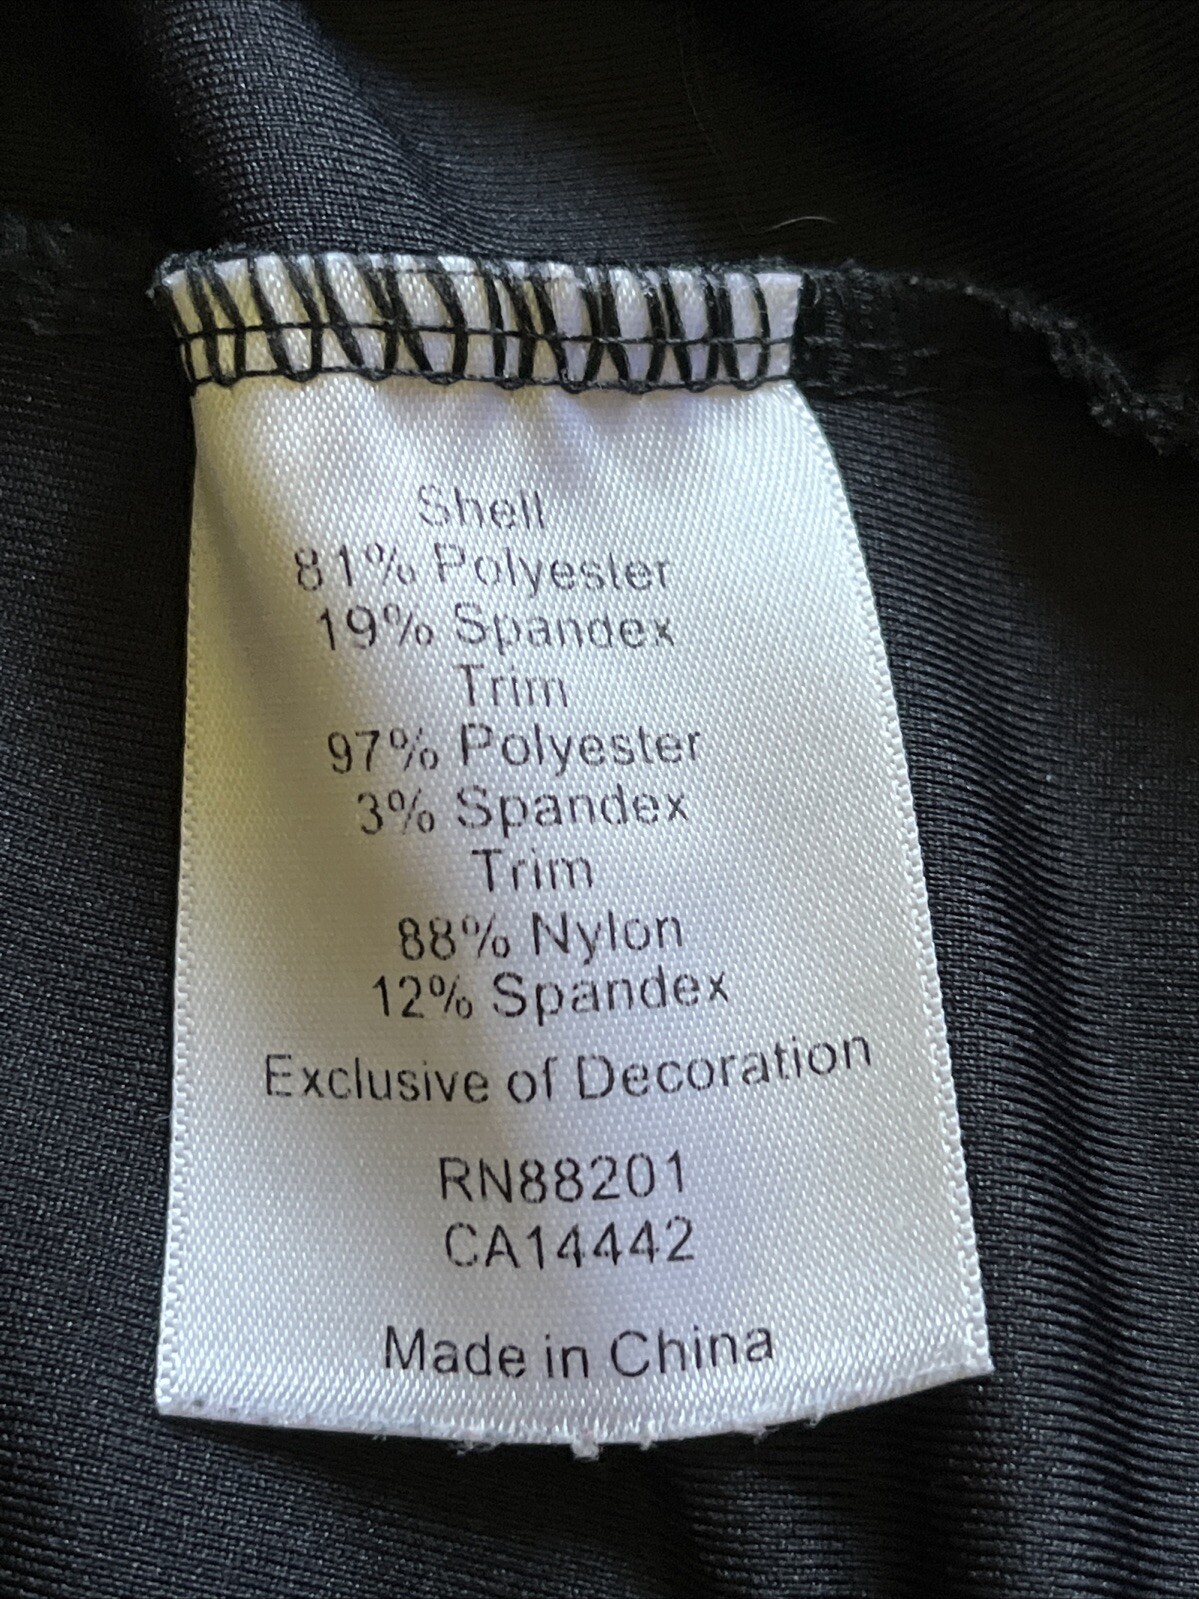 Shell
81% Polyester
19% Spandex
Trim
97% Polyester
3% Spandex
Trim
88% Nylon
12% Spandex
Exclusive of Decoration
RN88201
CA14442
Made in China